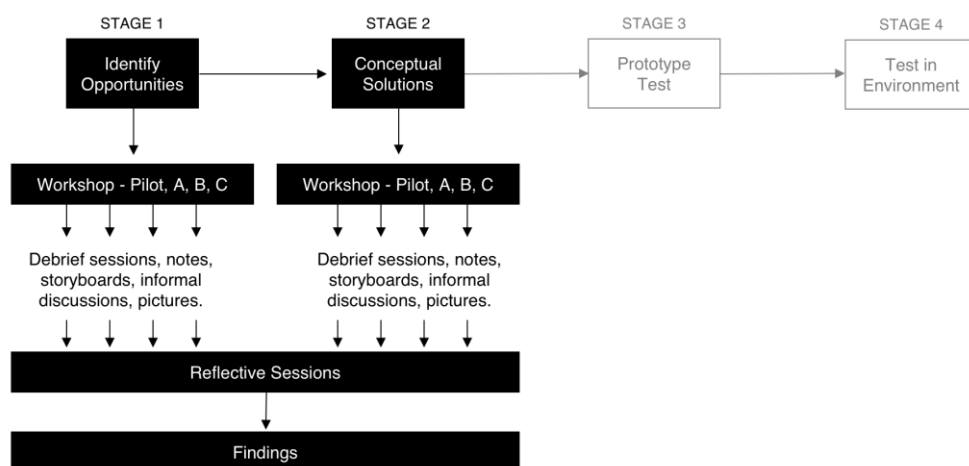 STAGE 1
STAGE 2
STAGE 3
STAGE 4
Identify
Opportunities
Conceptual
Solutions
Prototype
Test
Test in
Environment
Workshop - Pilot, A, B, C
Workshop - Pilot, A, B, C
Debrief sessions, notes,
storyboards, informal
discussions, pictures.
Debrief sessions, notes,
storyboards, informal
discussions, pictures.
Reflective Sessions
Findings